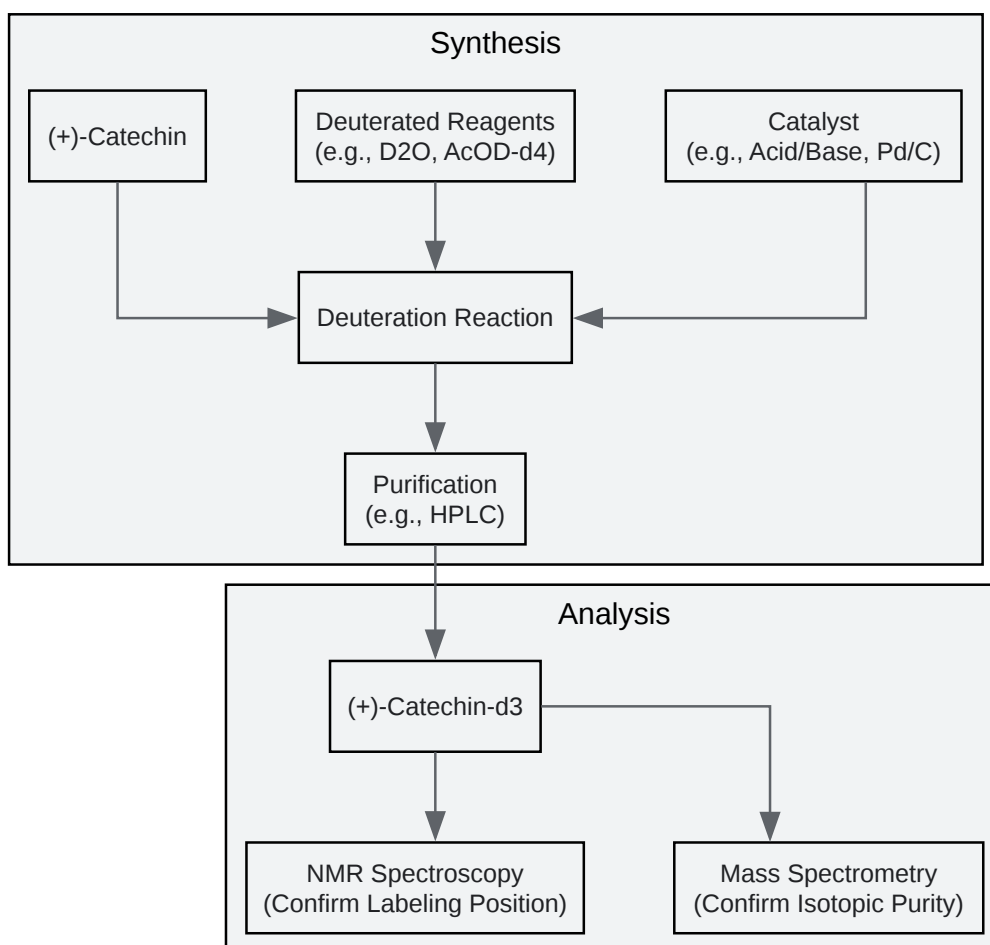 Synthesis
(+)-Catechin
Deuterated Reagents
(e.g., D2O, AcOD-d4)
Catalyst
(e.g., Acid/Base, Pd/C)
Deuteration Reaction
Purification
(e.g., HPLC)
Analysis
(+)-Catechin-d3
NMR Spectroscopy
(Confirm Labeling Position)
Mass Spectrometry
(Confirm Isotopic Purity)